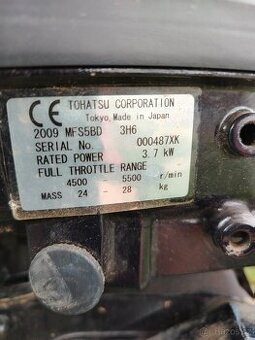 CE TOHATSU CORPORATION
Tokyo, Made in Japan
2009 MFS5BD 3H6
SERIAL No. 000487XK
RATED POWER 3.7 kW
FULL THROTTLE RANGE
4500 - 5500 r/min
MASS 24 - 28 kg